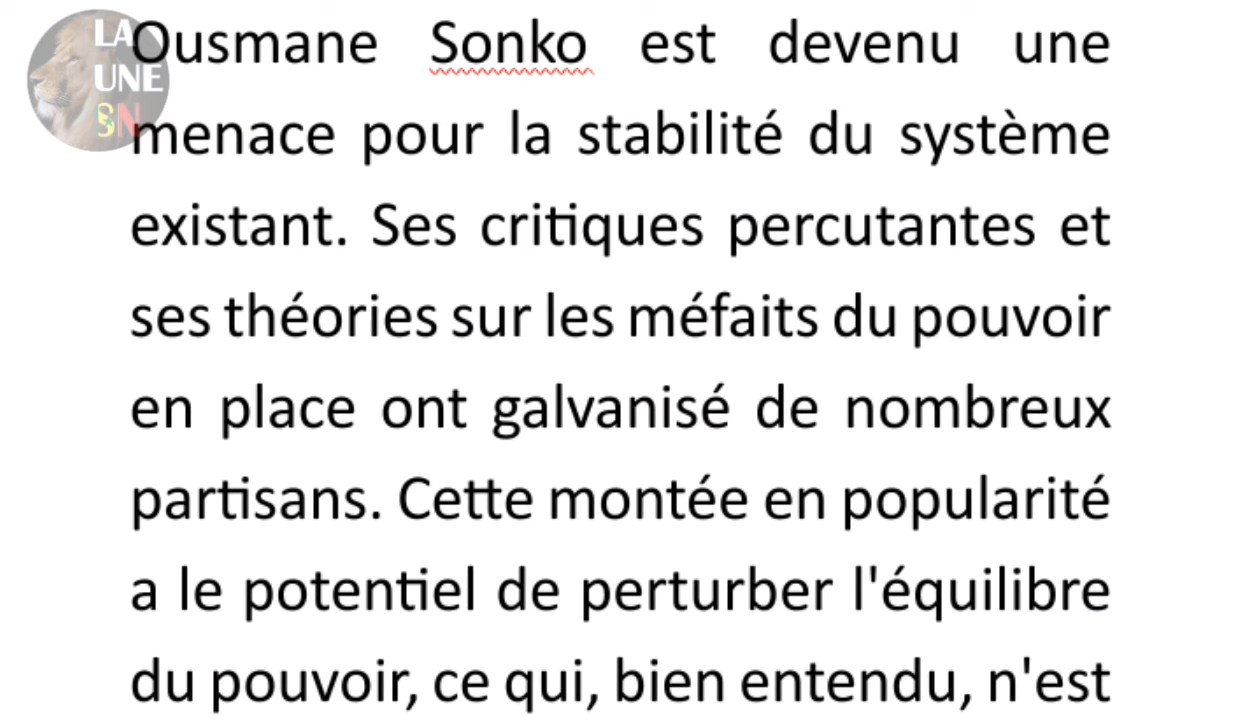 LA
UNE
SN
Ousmane Sonko est devenu une
menace pour la stabilité du système
existant. Ses critiques percutantes et
ses théories sur les méfaits du pouvoir
en place ont galvanisé de nombreux
partisans. Cette montée en popularité
a le potentiel de perturber l'équilibre
du pouvoir, ce qui, bien entendu, n'est